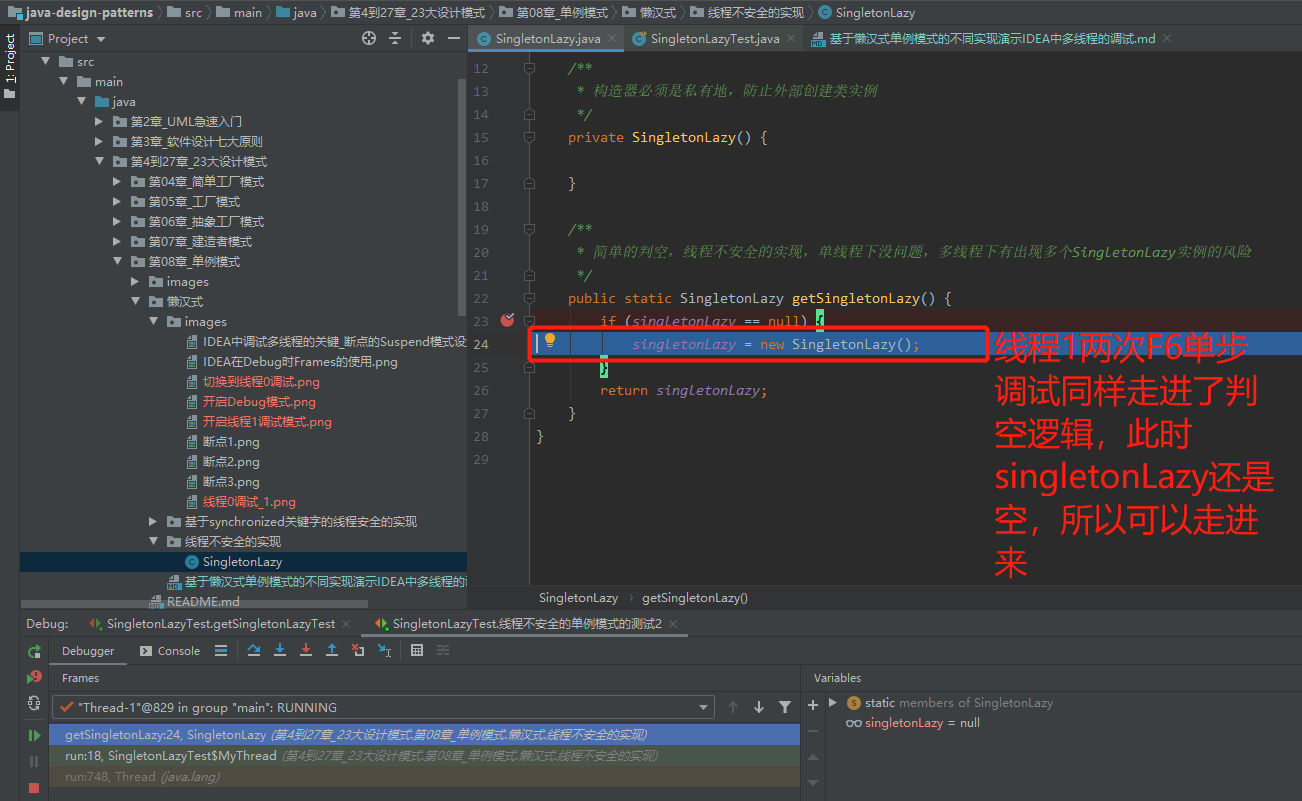 java-design-patterns 〉 src 〉 main 〉 java 〉 第4到27章_23大设计模式 〉 第08章_单例模式 〉 懒汉式 〉 线程不安全的实现 〉 SingletonLazy
1: Project
Project
SingletonLazy.java
SingletonLazyTest.java
基于懒汉式单例模式的不同实现演示IDEA中多线程的调试.md
src
main
java
第2章_UML急速入门
第3章_软件设计七大原则
第4到27章_23大设计模式
第04章_简单工厂模式
第05章_工厂模式
第06章_抽象工厂模式
第07章_建造者模式
第08章_单例模式
images
懒汉式
images
IDEA中调试多线程的关键_断点的Suspend模式设
IDEA在Debug时Frames的使用.png
切换到线程0调试.png
开启Debug模式.png
开启线程1调试模式.png
断点1.png
断点2.png
断点3.png
线程0调试_1.png
基于synchronized关键字的线程安全的实现
线程不安全的实现
SingletonLazy
基于懒汉式单例模式的不同实现演示IDEA中多线程的
README.md
12 /**
13 * 构造器必须是私有地，防止外部创建类实例
14 */
15 private SingletonLazy() {
16
17 }
18
19 /**
20 * 简单的判空，线程不安全的实现，单线程下没问题，多线程下有出现多个SingletonLazy实例的风险
21 */
22 public static SingletonLazy getSingletonLazy() {
23 if (singletonLazy == null) {
24 singletonLazy = new SingletonLazy();
25 }
26 return singletonLazy;
27 }
28 }
29
线程1两次F6单步
调试同样走进了判
空逻辑，此时
singletonLazy还是
空，所以可以走进
来
SingletonLazy 〉 getSingletonLazy()
Debug:
SingletonLazyTest.getSingletonLazyTest
SingletonLazyTest.线程不安全的单例模式的测试2
Debugger
Console
Frames
Variables
"Thread-1"@829 in group "main": RUNNING
getSingletonLazy:24, SingletonLazy (第4到27章_23大设计模式.第08章_单例模式.懒汉式.线程不安全的实现)
run:18, SingletonLazyTest$MyThread (第4到27章_23大设计模式.第08章_单例模式.懒汉式.线程不安全的实现)
run:748, Thread (java.lang)
static members of SingletonLazy
singletonLazy = null